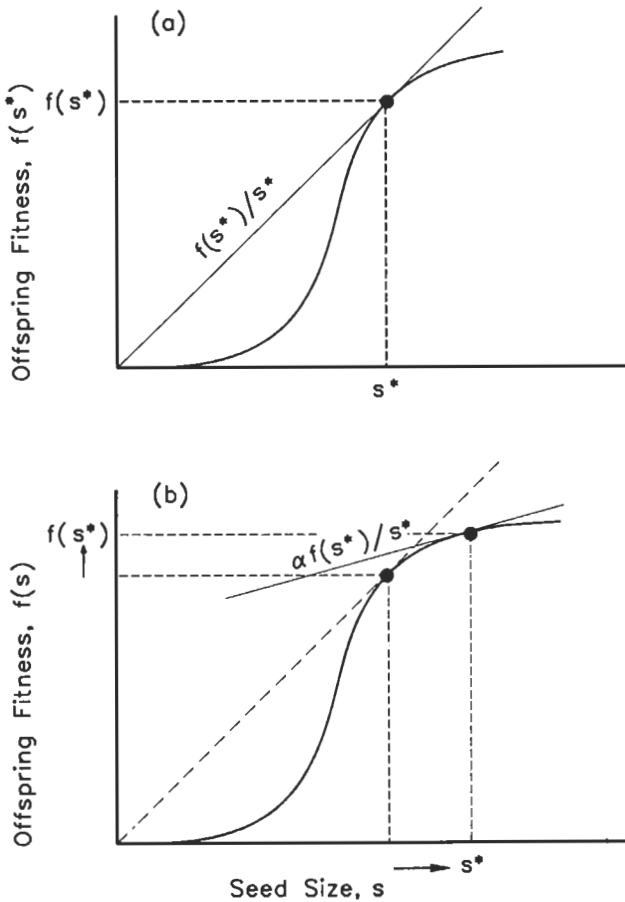 (a)
f(s*)
f(s*)/s*
Offspring Fitness, f(s*)
s*
(b)
f(s*)
αf(s*)/s*
Offspring Fitness, f(s)
s*
Seed Size, s